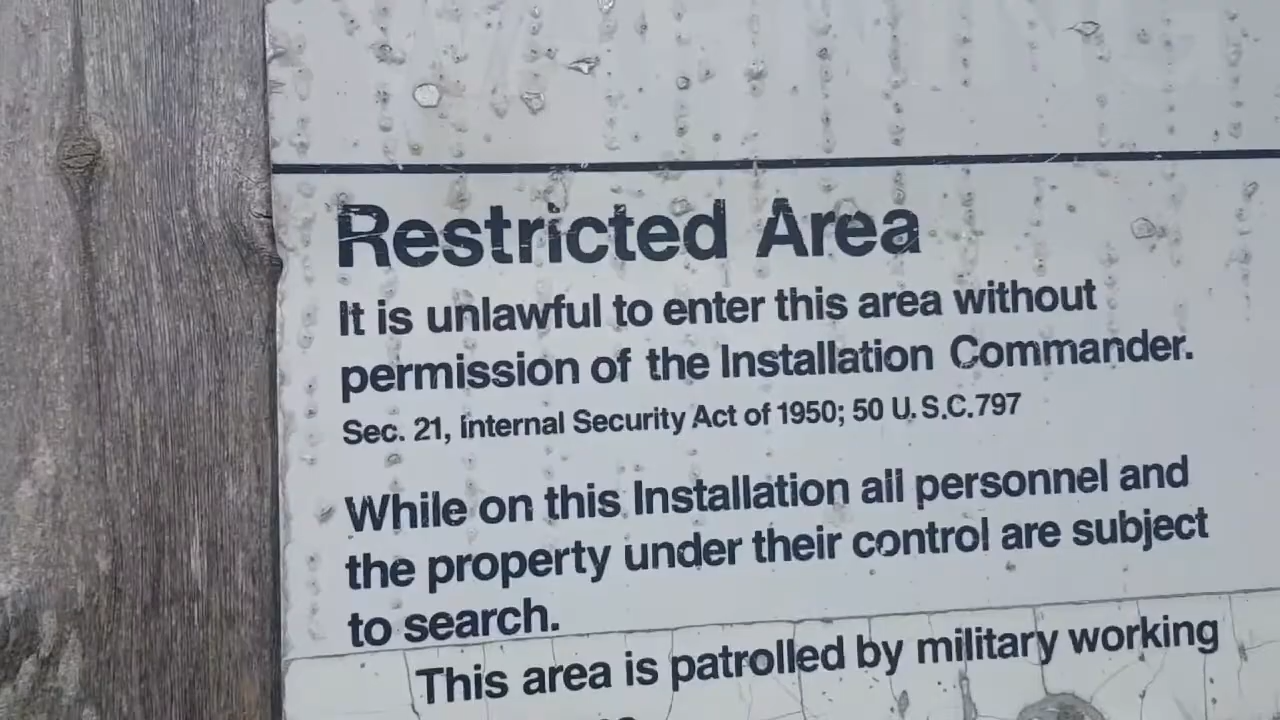 WARNING
Restricted Area
It is unlawful to enter this area without
permission of the Installation Commander.
Sec. 21, Internal Security Act of 1950; 50 U.S.C.797
While on this Installation all personnel and
the property under their control are subject
to search.
This area is patrolled by military working